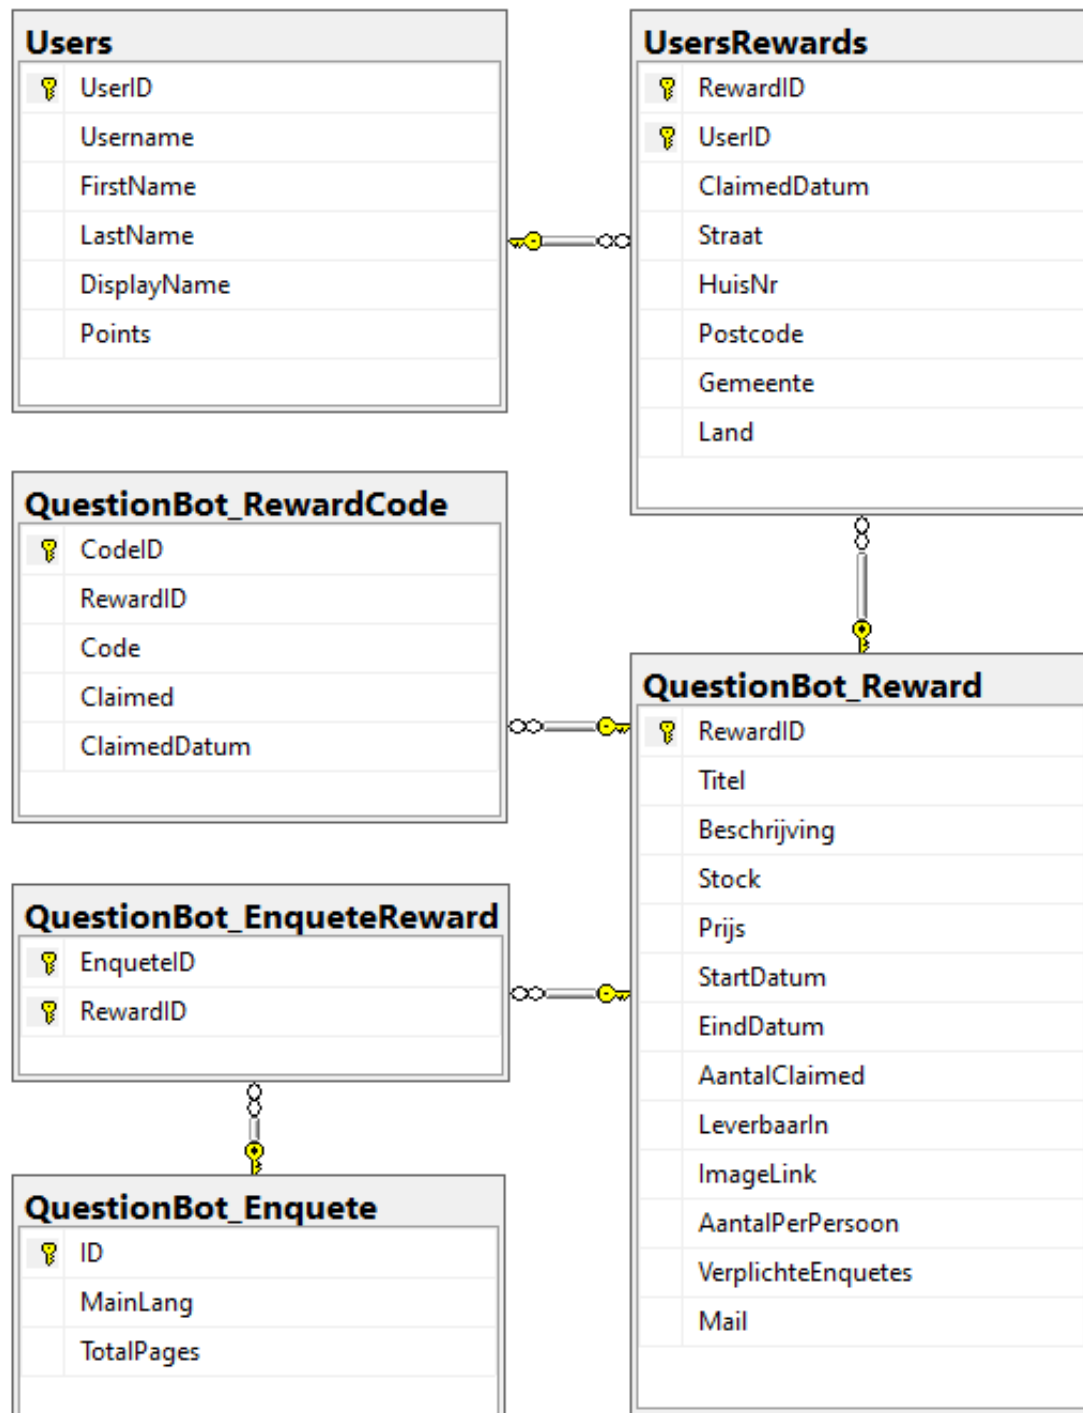 Users
UserID
Username
FirstName
LastName
DisplayName
Points
UsersRewards
RewardID
UserID
ClaimedDatum
Straat
HuisNr
Postcode
Gemeente
Land
QuestionBot_RewardCode
CodeID
RewardID
Code
Claimed
ClaimedDatum
QuestionBot_Reward
RewardID
Titel
Beschrijving
Stock
Prijs
StartDatum
EindDatum
AantalClaimed
LeverbaarIn
ImageLink
AantalPerPersoon
VerplichteEnquetes
Mail
QuestionBot_EnqueteReward
EnqueteID
RewardID
QuestionBot_Enquete
ID
MainLang
TotalPages